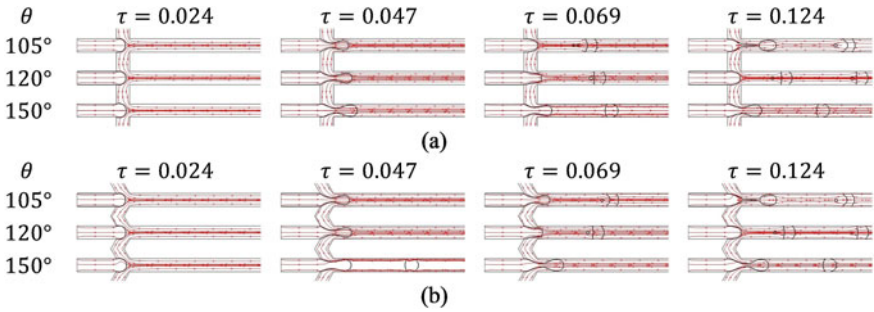 θ τ = 0.024 τ = 0.047 τ = 0.069 τ = 0.124
105°
120°
150°
(a)
τ = 0.024 τ = 0.047 τ = 0.069 τ = 0.124
105°
120°
150°
(b)